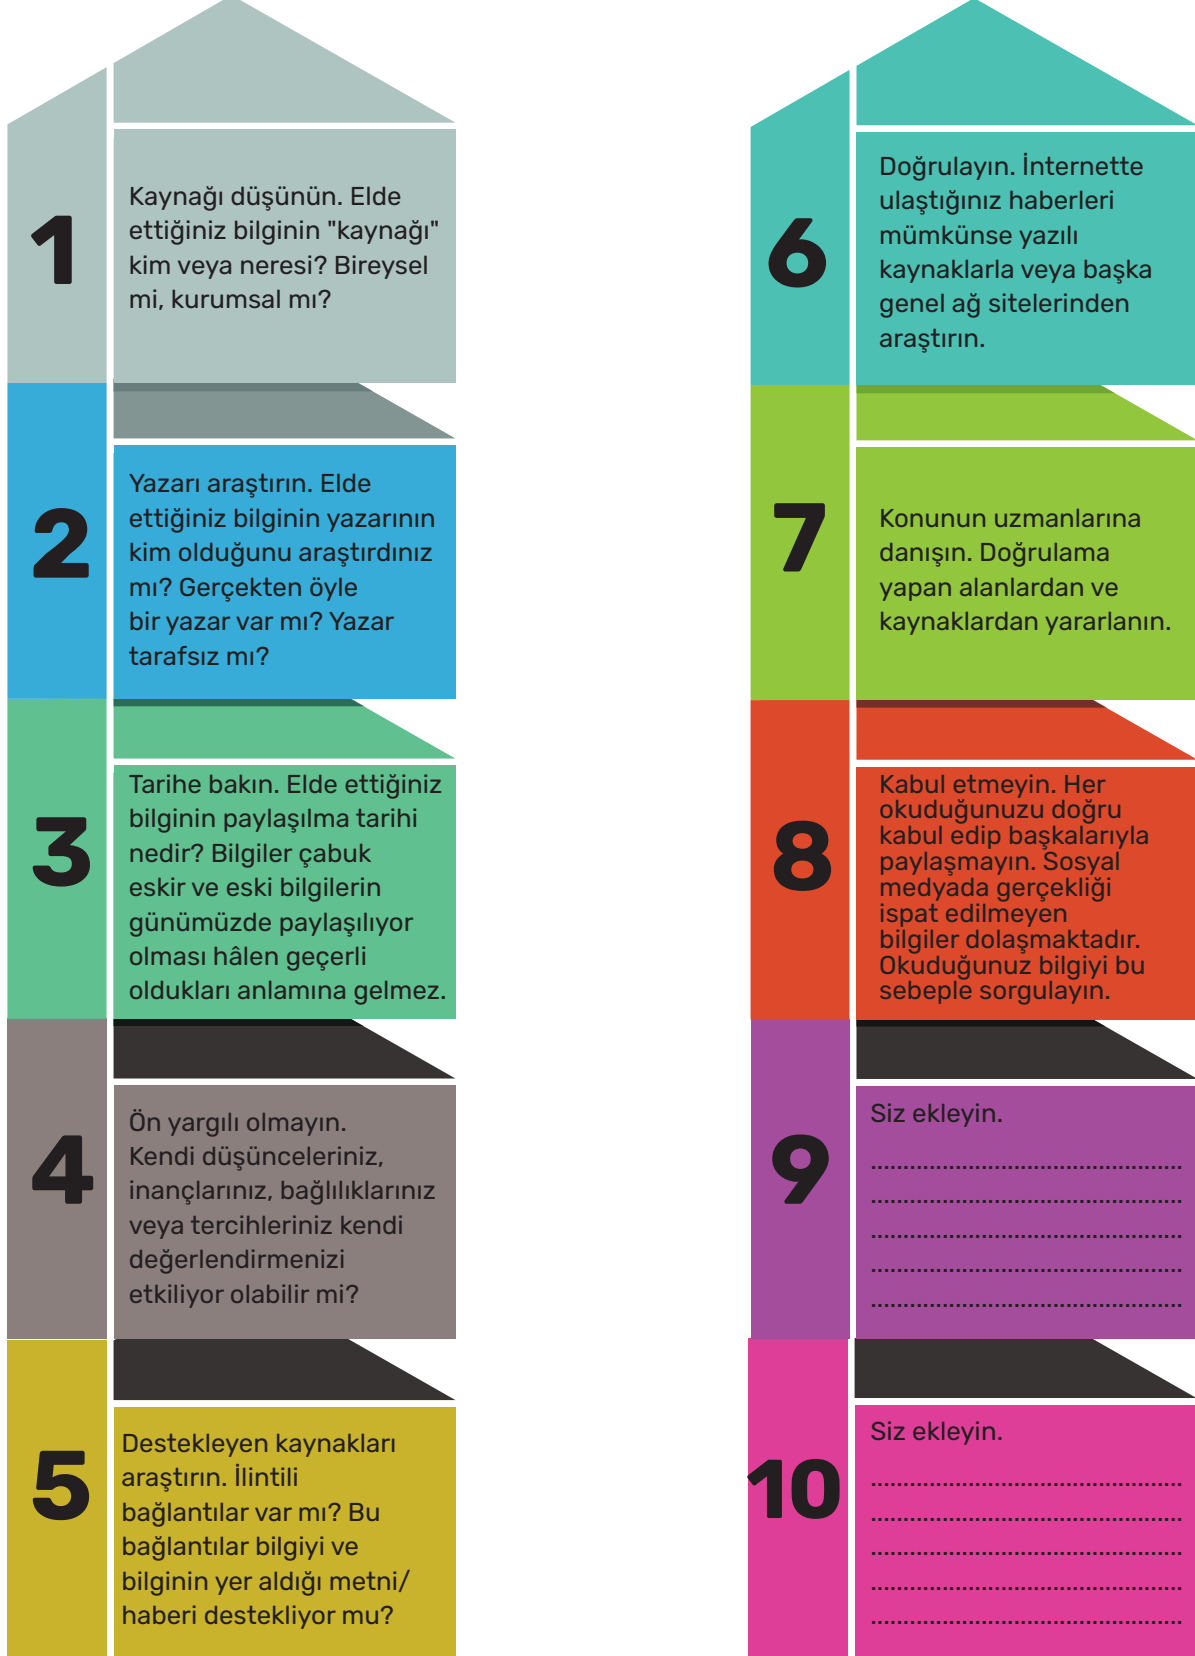 1
Kaynağı düşünün. Elde
ettiğiniz bilginin "kaynağı"
kim veya neresi? Bireysel
mi, kurumsal mı?
2
Yazarı araştırın. Elde
ettiğiniz bilginin yazarının
kim olduğunu araştırdınız
mı? Gerçekten öyle
bir yazar var mı? Yazar
tarafsız mı?
3
Tarihe bakın. Elde ettiğiniz
bilginin paylaşılma tarihi
nedir? Bilgiler çabuk
eskir ve eski bilgilerin
günümüzde paylaşılıyor
olması hâlen geçerli
oldukları anlamına gelmez.
4
Ön yargılı olmayın.
Kendi düşünceleriniz,
inançlarınız, bağlılıklarınız
veya tercihleriniz kendi
değerlendirmenizi
etkiliyor olabilir mi?
5
Destekleyen kaynakları
araştırın. İlintili
bağlantılar var mı? Bu
bağlantılar bilgiyi ve
bilginin yer aldığı metni/
haberi destekliyor mu?
6
Doğrulayın. İnternette
ulaştığınız haberleri
mümkünse yazılı
kaynaklarla veya başka
genel ağ sitelerinden
araştırın.
7
Konunun uzmanlarına
danışın. Doğrulama
yapan alanlardan ve
kaynaklardan yararlanın.
8
Kabul etmeyin. Her
okuduğunuzu doğru
kabul edip başkalarıyla
paylaşmayın. Sosyal
medyada gerçekliği
ispat edilmeyen
bilgiler dolaşmaktadır.
Okuduğunuz bilgiyi bu
sebeple sorgulayın.
9
Siz ekleyin.
................................................
................................................
................................................
................................................
................................................
10
Siz ekleyin.
................................................
................................................
................................................
................................................
................................................